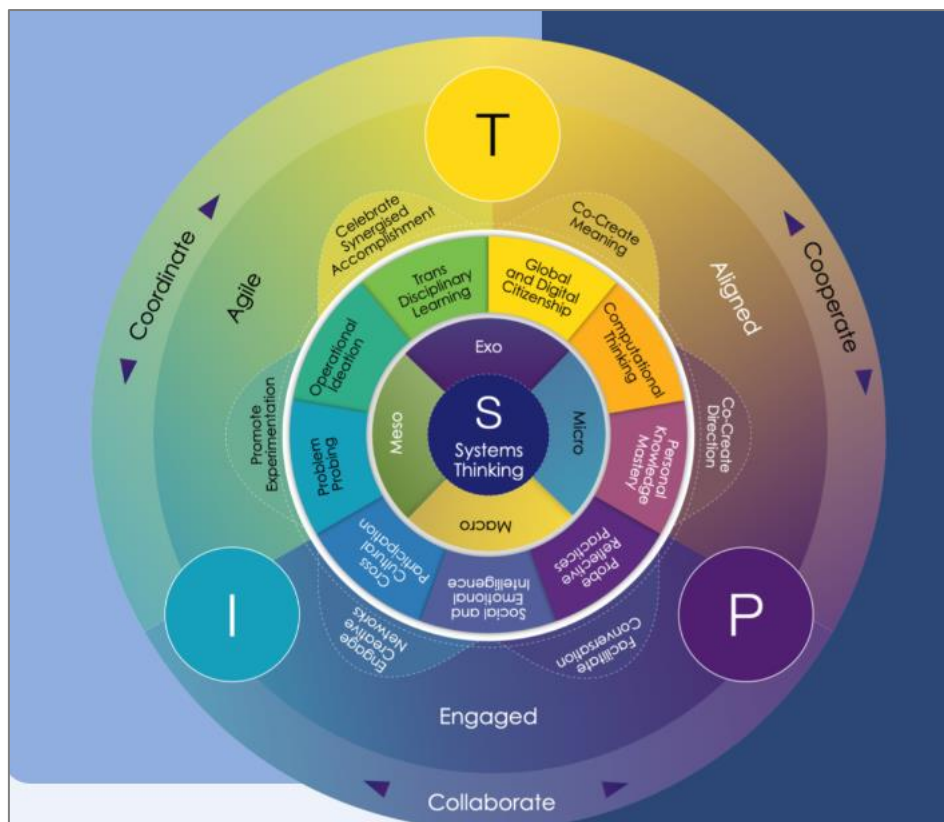 T
Coordinate
Agile
Celebrate
Synergised
Accomplishment
Co-Create
Meaning
Aligned
Cooperate
Trans
Disciplinary
Learning
Global
and Digital
Citizenship
Operational
Ideation
Computational
Thinking
Exo
Promote
Experimentation
Problem
Probing
Meso
S
Systems
Thinking
Micro
Personal
Knowledge
Mastery
Co-Create
Direction
Macro
Cross
Cultural
Participation
Social and
Emotional
Intelligence
Probe
Reflective
Practices
I
Engage
Creative
Networks
Facilitate
Conversation
P
Engaged
Collaborate